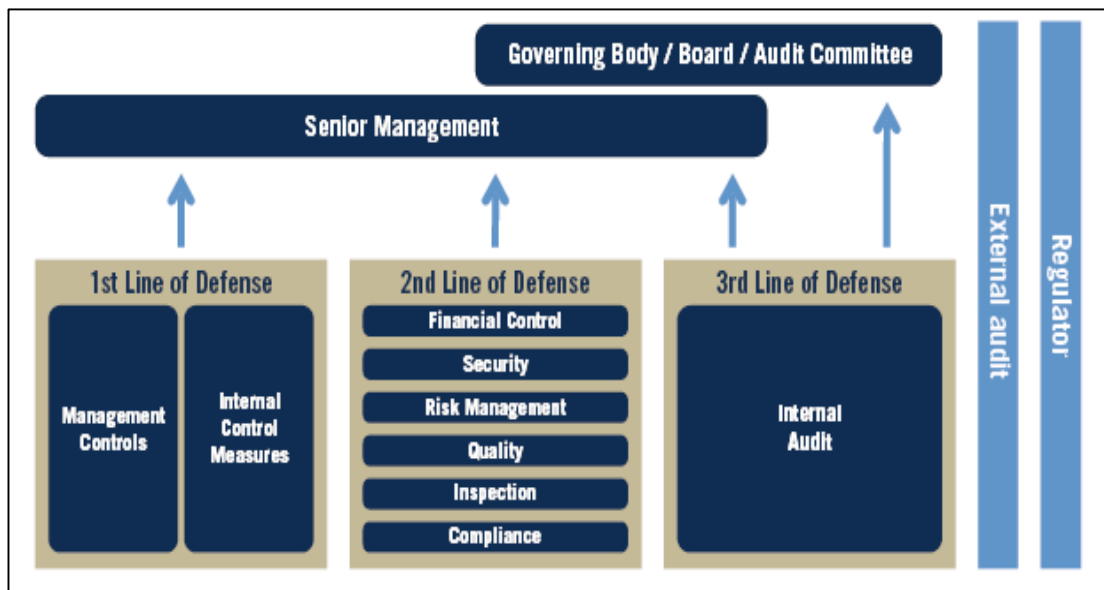 Governing Body / Board / Audit Committee
Senior Management
1st Line of Defense
Management
Controls
Internal
Control
Measures
2nd Line of Defense
Financial Control
Security
Risk Management
Quality
Inspection
Compliance
3rd Line of Defense
Internal
Audit
External audit
Regulator